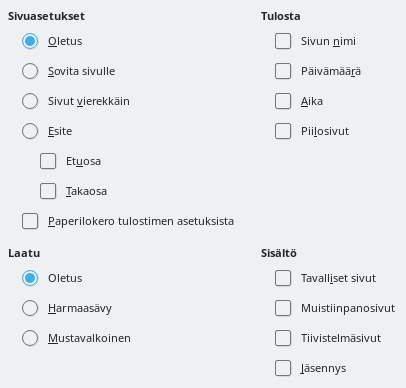 Sivuasetukset
Oletus
Sovita sivulle
Sivut vierekkäin
Esite
Etuosa
Takaosa
Paperilokero tulostimen asetuksista
Tulosta
Sivun nimi
Päivämäärä
Aika
Piilosivut
Laatu
Oletus
Harmaasävy
Mustavalkoinen
Sisältö
Tavalliset sivut
Muistiinpanosivut
Tiivistelmäsivut
Jäsennys